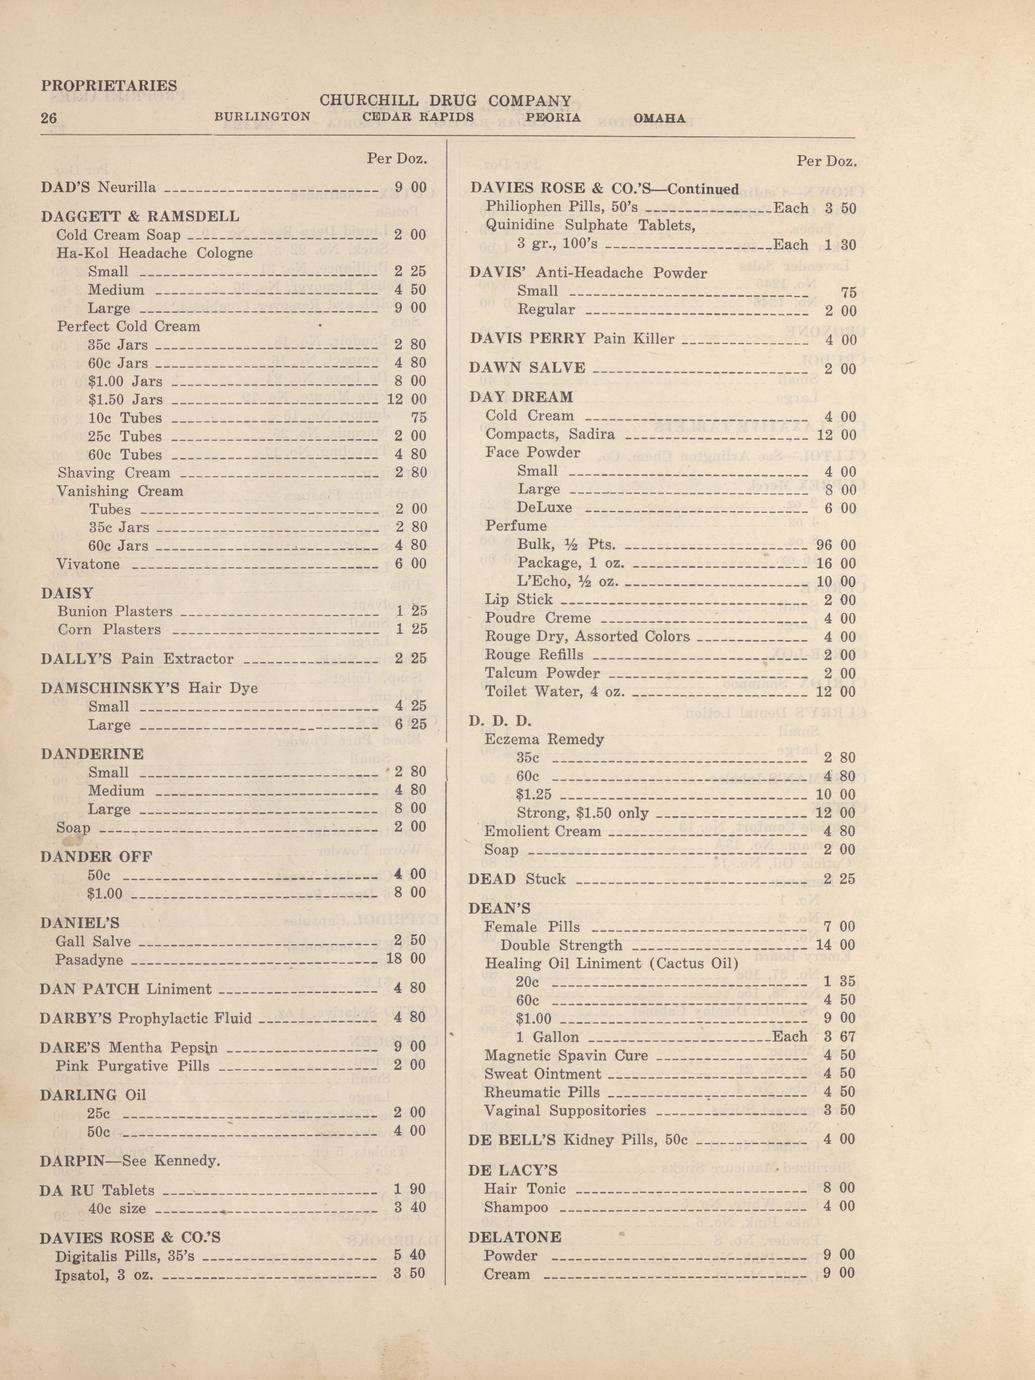 PROPRIETARIES
CHURCHILL DRUG COMPANY
26 BURLINGTON CEDAR RAPIDS PEORIA OMAHA
Per Doz.
DAD'S Neurilla 9 00
DAGGETT & RAMSDELL
Cold Cream Soap 2 00
Ha-Kol Headache Cologne
Small 2 25
Medium 4 50
Large 9 00
Perfect Cold Cream
35c Jars 2 80
60c Jars 4 80
$1.00 Jars 8 00
$1.50 Jars 12 00
10c Tubes 75
25c Tubes 2 00
60c Tubes 4 80
Shaving Cream 2 80
Vanishing Cream
Tubes 2 00
35c Jars 2 80
60c Jars 4 80
Vivatone 6 00
DAISY
Bunion Plasters 1 25
Corn Plasters 1 25
DALLY'S Pain Extractor 2 25
DAMSCHINSKY'S Hair Dye
Small 4 25
Large 6 25
DANDERINE
Small 2 80
Medium 4 80
Large 8 00
Soap 2 00
DANDER OFF
50c 4 00
$1.00 8 00
DANIEL'S
Gall Salve 2 50
Pasadyne 18 00
DAN PATCH Liniment 4 80
DARBY'S Prophylactic Fluid 4 80
DARE'S Mentha Pepsin 9 00
Pink Purgative Pills 2 00
DARLING Oil
25c 2 00
50c 4 00
DARPIN—See Kennedy.
DA RU Tablets 1 90
40c size 3 40
DAVIES ROSE & CO.'S
Digitalis Pills, 35's 5 40
Ipsatol, 3 oz. 3 50
Per Doz.
DAVIES ROSE & CO.'S—Continued
Philiophen Pills, 50's Each 3 50
Quinidine Sulphate Tablets,
3 gr., 100's Each 1 30
DAVIS' Anti-Headache Powder
Small 75
Regular 2 00
DAVIS PERRY Pain Killer 4 00
DAWN SALVE 2 00
DAY DREAM
Cold Cream 4 00
Compacts, Sadira 12 00
Face Powder
Small 4 00
Large 8 00
DeLuxe 6 00
Perfume
Bulk, ½ Pts. 96 00
Package, 1 oz. 16 00
L'Echo, ½ oz. 10 00
Lip Stick 2 00
Poudre Creme 4 00
Rouge Dry, Assorted Colors 4 00
Rouge Refills 2 00
Talcum Powder 2 00
Toilet Water, 4 oz. 12 00
D. D. D.
Eczema Remedy
35c 2 80
60c 4 80
$1.25 10 00
Strong, $1.50 only 12 00
Emolient Cream 4 80
Soap 2 00
DEAD Stuck 2 25
DEAN'S
Female Pills 7 00
Double Strength 14 00
Healing Oil Liniment (Cactus Oil)
20c 1 35
60c 4 50
$1.00 9 00
1 Gallon Each 3 67
Magnetic Spavin Cure 4 50
Sweat Ointment 4 50
Rheumatic Pills 4 50
Vaginal Suppositories 3 50
DE BELL'S Kidney Pills, 50c 4 00
DE LACY'S
Hair Tonic 8 00
Shampoo 4 00
DELATONE
Powder 9 00
Cream 9 00